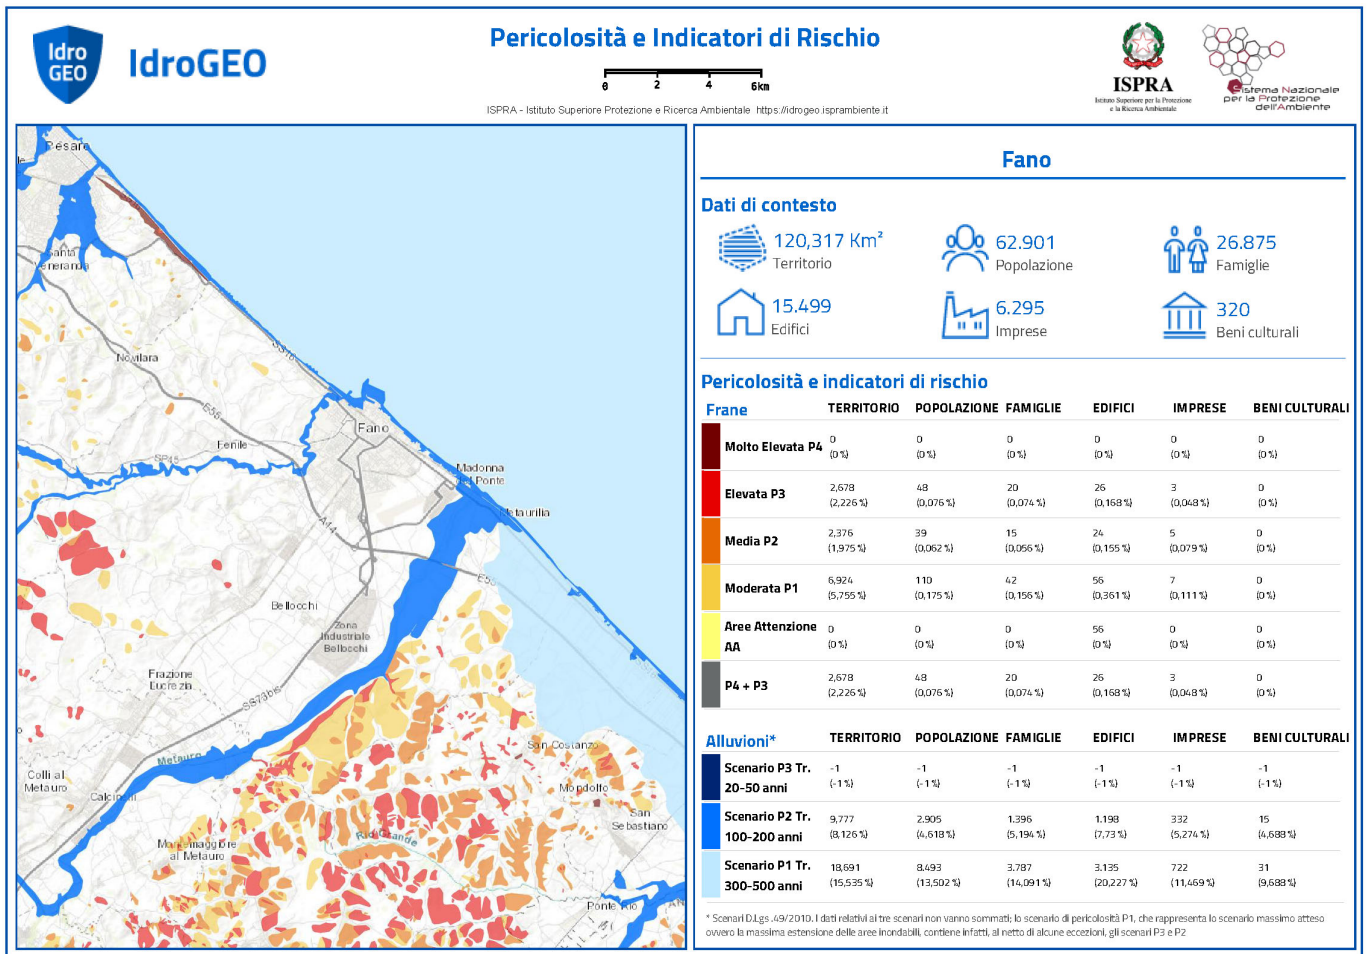 Idro
GEO
IdroGEO
Pericolosità e Indicatori di Rischio
0 2 4 6km
ISPRA - Istituto Superiore Protezione e Ricerca Ambientale https://idrogeo.isprambiente.it
ISPRA
Istituto Superiore per la Protezione
e la Ricerca Ambientale
Sistema Nazionale
per la Protezione
dell'Ambiente
Pesaro
Santa
Veneranda
Novilara
SS16
E55
Fano
Fenile
SP45
Madonna
Ponte
Metaurilia
A14
E55
Bellocchi
Zona
Industriale
Bellocchi
Frazione
Lucrezia
SS73bis
Metauro
San Costanzo
Colli al
Metauro
Calcinelli
Mondolfo
San
Sebastiano
Rio Grande
al Metauro
Ponte Rio
Fano
Dati di contesto
120,317 Km²
Territorio
62.901
Popolazione
26.875
Famiglie
15.499
Edifici
6.295
Imprese
320
Beni culturali
Pericolosità e indicatori di rischio
Frane TERRITORIO POPOLAZIONE FAMIGLIE EDIFICI IMPRESE BENI CULTURALI
Molto Elevata P4 0 0 0 0 0 0
(0 %) (0 %) (0 %) (0 %) (0 %) (0 %)
Elevata P3 2,678 48 20 26 3 0
(2,226 %) (0,076 %) (0,074 %) (0,168 %) (0,048 %) (0 %)
Media P2 2,376 39 15 24 5 0
(1,975 %) (0,062 %) (0,056 %) (0,155 %) (0,079 %) (0 %)
Moderata P1 6,924 110 42 56 7 0
(5,755 %) (0,175 %) (0,156 %) (0,361 %) (0,111 %) (0 %)
Aree Attenzione 0 0 0 56 0 0
AA (0 %) (0 %) (0 %) (0 %) (0 %) (0 %)
P4 + P3 2,678 48 20 26 3 0
(2,226 %) (0,076 %) (0,074 %) (0,168 %) (0,048 %) (0 %)
Alluvioni* TERRITORIO POPOLAZIONE FAMIGLIE EDIFICI IMPRESE BENI CULTURALI
Scenario P3 Tr. -1 -1 -1 -1 -1 -1
20-50 anni (-1 %) (-1 %) (-1 %) (-1 %) (-1 %) (-1 %)
Scenario P2 Tr. 9,777 2.905 1.396 1.198 332 15
100-200 anni (8,126 %) (4,618 %) (5,194 %) (7,73 %) (5,274 %) (4,688 %)
Scenario P1 Tr. 18,691 8.493 3.787 3.135 722 31
300-500 anni (15,535 %) (13,502 %) (14,091 %) (20,227 %) (11,469 %) (9,688 %)
* Scenari D.Lgs .49/2010. I dati relativi ai tre scenari non vanno sommati; lo scenario di pericolosità P1, che rappresenta lo scenario massimo atteso
ovvero la massima estensione delle aree inondabili, contiene infatti, al netto di alcune eccezioni, gli scenari P3 e P2